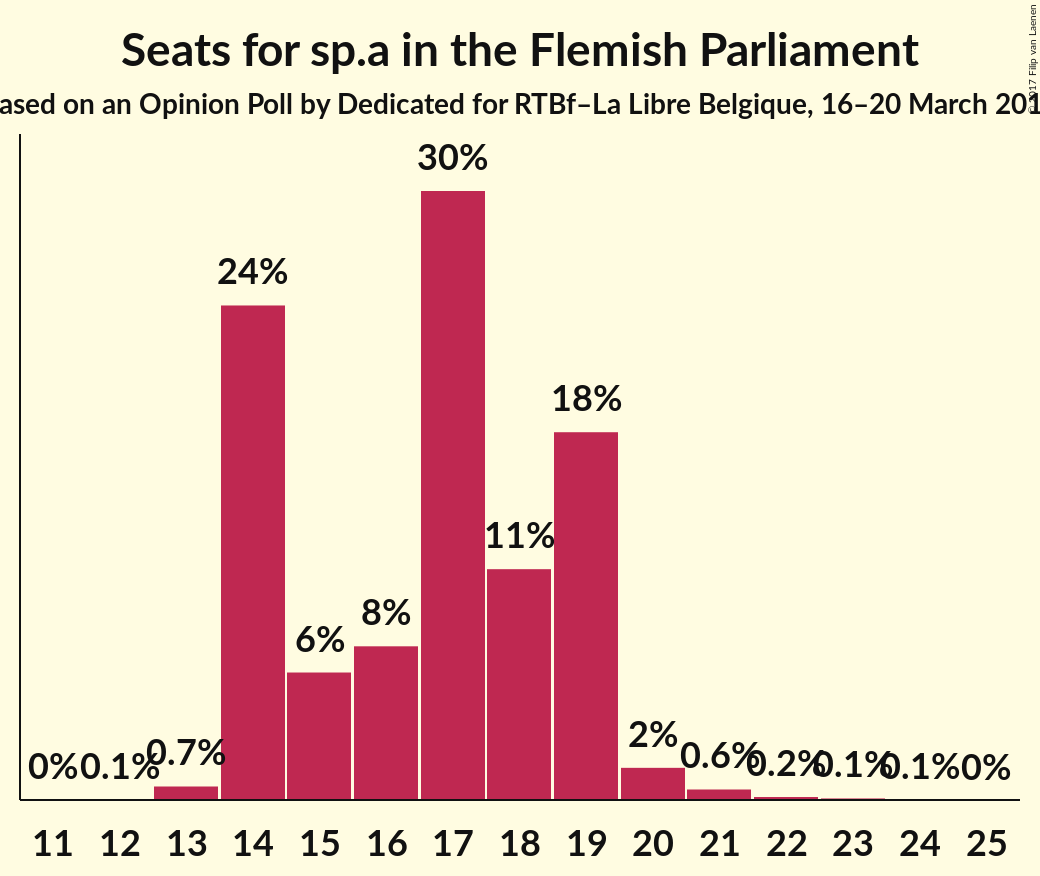 Seats for sp.a in the Flemish Parliament
ased on an Opinion Poll by Dedicated for RTBf–La Libre Belgique, 16–20 March 201
© 2017 Filip van Laenen
30%
24%
18%
11%
8%
6%
2%
0% 0.1% 0.7% 0.6% 0.2% 0.1% 0.1% 0%
11 12 13 14 15 16 17 18 19 20 21 22 23 24 25